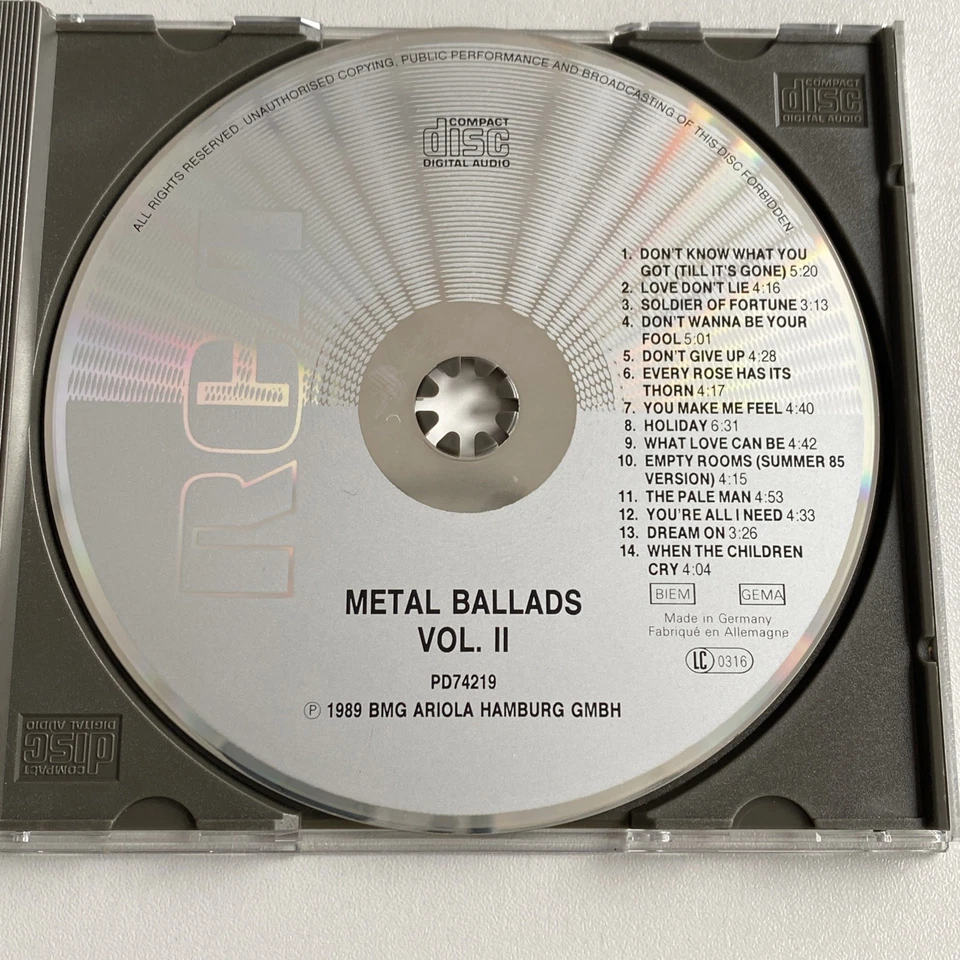 ALL RIGHTS RESERVED. UNAUTHORISED COPYING, PUBLIC PERFORMANCE AND BROADCASTING OF THIS DISC FORBIDDEN
COMPACT
disc
DIGITAL AUDIO
COMPACT
disc
DIGITAL AUDIO
RCA
1. DON'T KNOW WHAT YOU
GOT (TILL IT'S GONE) 5:20
2. LOVE DON'T LIE 4:16
3. SOLDIER OF FORTUNE 3:13
4. DON'T WANNA BE YOUR
FOOL 5:01
5. DON'T GIVE UP 4:28
6. EVERY ROSE HAS ITS
THORN 4:17
7. YOU MAKE ME FEEL 4:40
8. HOLIDAY 6:31
9. WHAT LOVE CAN BE 4:42
10. EMPTY ROOMS (SUMMER 85
VERSION) 4:15
11. THE PALE MAN 4:53
12. YOU'RE ALL I NEED 4:33
13. DREAM ON 3:26
14. WHEN THE CHILDREN
CRY 4:04
BIEM GEMA
Made in Germany
Fabriqué en Allemagne
LC 0316
METAL BALLADS
VOL. II
PD74219
℗ 1989 BMG ARIOLA HAMBURG GMBH
COMPACT
disc
DIGITAL AUDIO